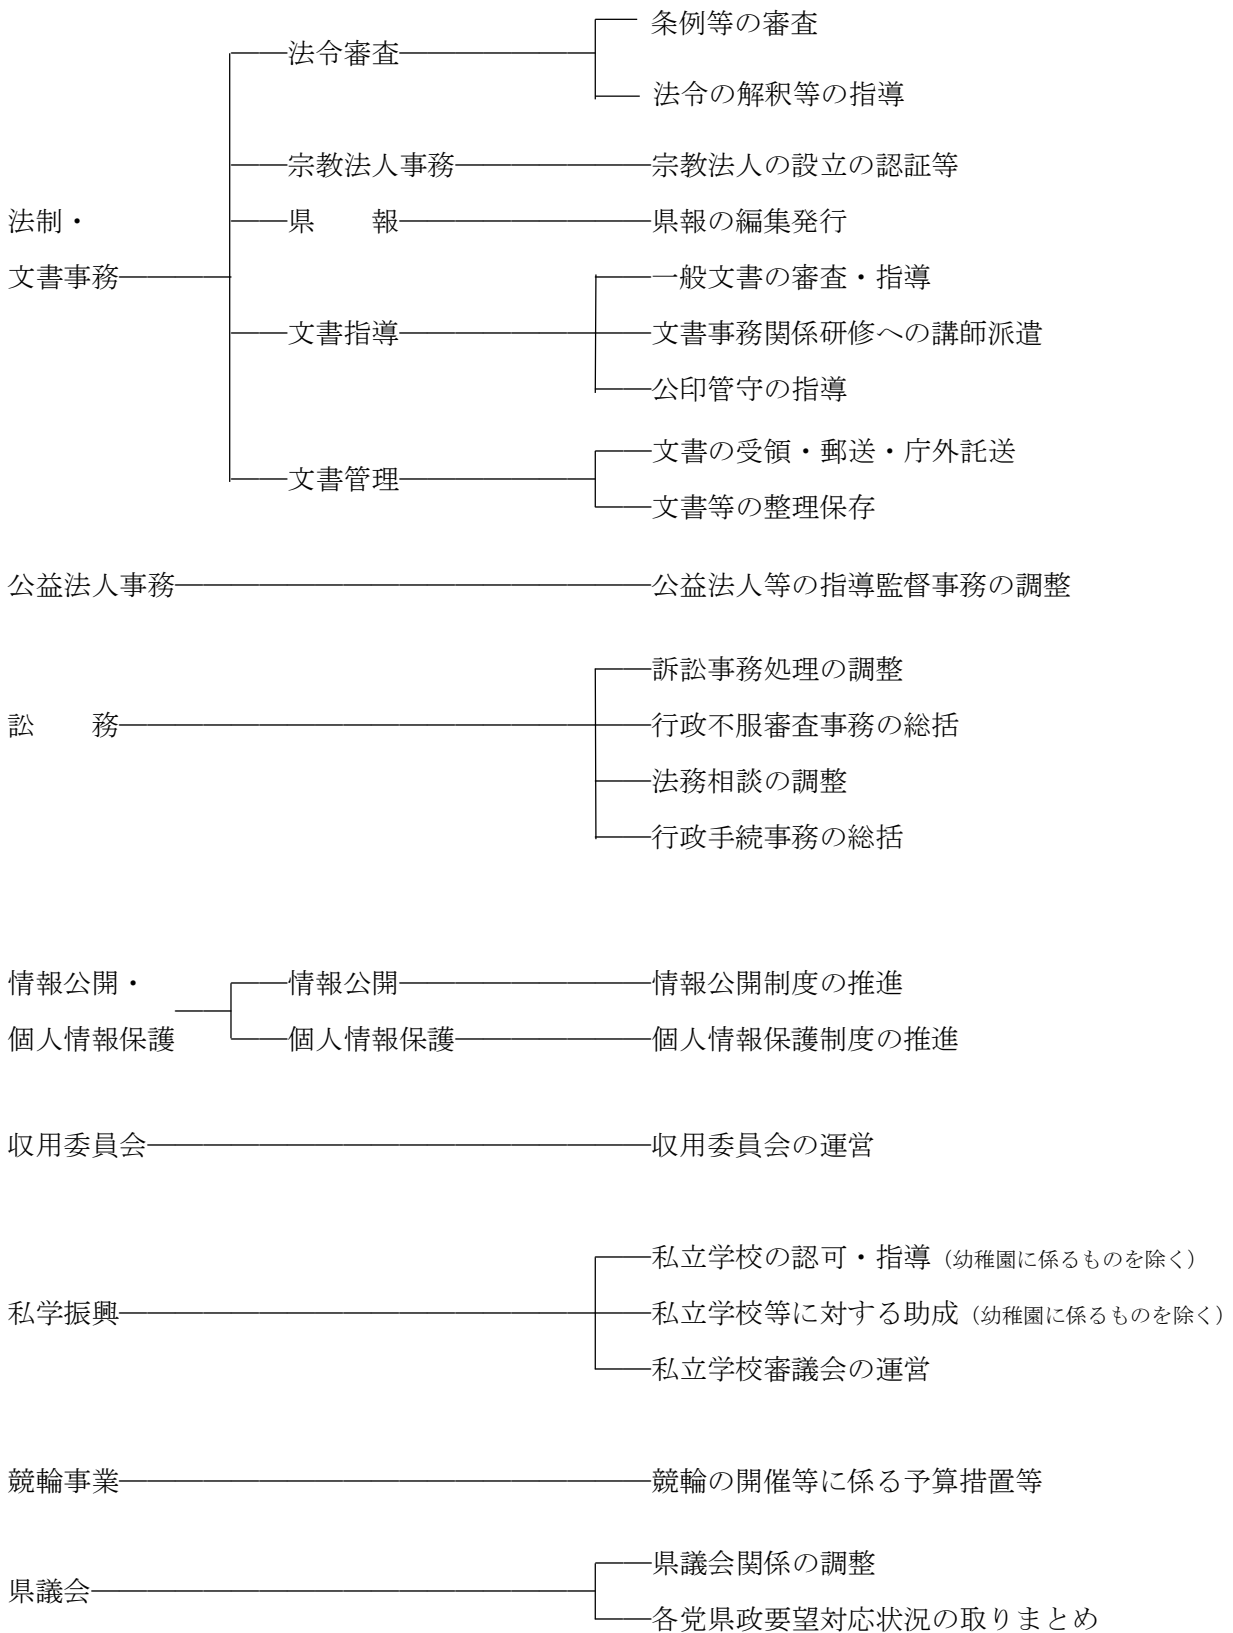 条例等の審査
法令審査
法令の解釈等の指導
宗教法人事務 宗教法人の設立の認証等
法制・ 県　　報 県報の編集発行
文書事務 一般文書の審査・指導
文書指導 文書事務関係研修への講師派遣
公印管守の指導
文書の受領・郵送・庁外託送
文書管理
文書等の整理保存
公益法人事務 公益法人等の指導監督事務の調整
訴訟事務処理の調整
訟　　務 行政不服審査事務の総括
法務相談の調整
行政手続事務の総括
情報公開・ 情報公開 情報公開制度の推進
個人情報保護 個人情報保護 個人情報保護制度の推進
収用委員会 収用委員会の運営
私立学校の認可・指導（幼稚園に係るものを除く）
私学振興 私立学校等に対する助成（幼稚園に係るものを除く）
私立学校審議会の運営
競輪事業 競輪の開催等に係る予算措置等
県議会関係の調整
県議会
各党県政要望対応状況の取りまとめ